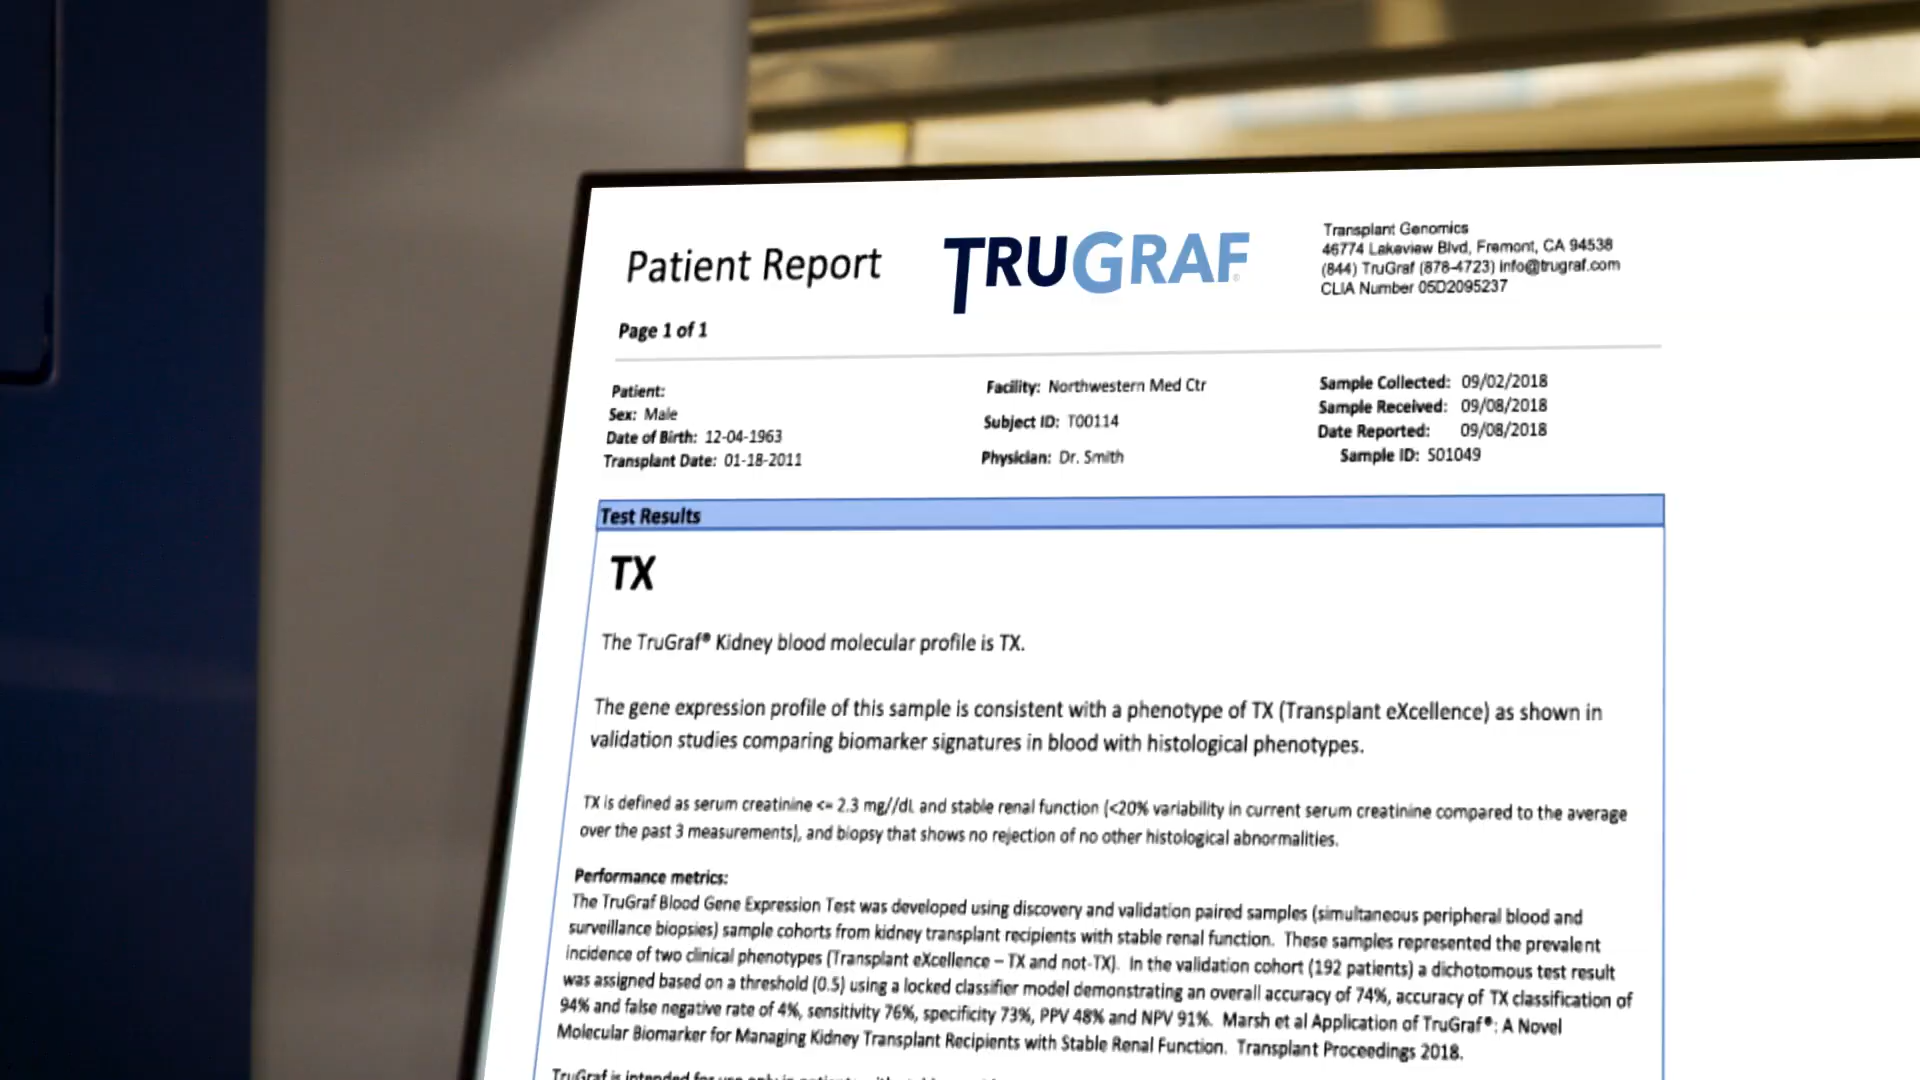 Patient Report
TRUGRAF®
Transplant Genomics
46774 Lakeview Blvd, Fremont, CA 94538
(844) TruGraf (878-4723) info@trugraf.com
CLIA Number 05D2095237
Page 1 of 1
Patient:
Sex: Male
Date of Birth: 12-04-1963
Transplant Date: 01-18-2011
Facility: Northwestern Med Ctr
Subject ID: T00114
Physician: Dr. Smith
Sample Collected: 09/02/2018
Sample Received: 09/08/2018
Date Reported: 09/08/2018
Sample ID: S01049
Test Results
TX
The TruGraf® Kidney blood molecular profile is TX.
The gene expression profile of this sample is consistent with a phenotype of TX (Transplant eXcellence) as shown in
validation studies comparing biomarker signatures in blood with histological phenotypes.
TX is defined as serum creatinine <= 2.3 mg//dL and stable renal function (<20% variability in current serum creatinine compared to the average
over the past 3 measurements), and biopsy that shows no rejection of no other histological abnormalities.
Performance metrics:
The TruGraf Blood Gene Expression Test was developed using discovery and validation paired samples (simultaneous peripheral blood and
surveillance biopsies) sample cohorts from kidney transplant recipients with stable renal function. These samples represented the prevalent
incidence of two clinical phenotypes (Transplant eXcellence – TX and not-TX). In the validation cohort (192 patients) a dichotomous test result
was assigned based on a threshold (0.5) using a locked classifier model demonstrating an overall accuracy of 74%, accuracy of TX classification of
94% and false negative rate of 4%, sensitivity 76%, specificity 73%, PPV 48% and NPV 91%. Marsh et al Application of TruGraf®: A Novel
Molecular Biomarker for Managing Kidney Transplant Recipients with Stable Renal Function. Transplant Proceedings 2018.
TruGraf is intended for use only in patients with